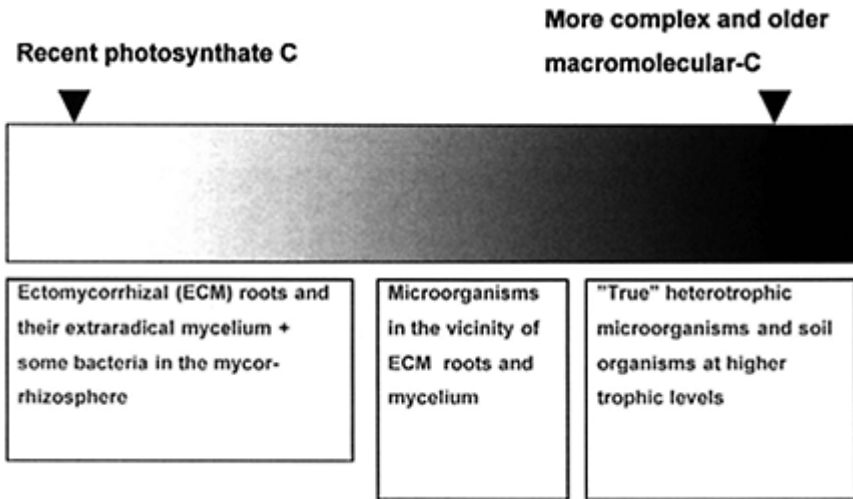 Recent photosynthate C
More complex and older
macromolecular-C
Ectomycorrhizal (ECM) roots and
their extraradical mycelium +
some bacteria in the mycor-
rhizosphere
Microorganisms
in the vicinity of
ECM roots and
mycelium
"True" heterotrophic
microorganisms and soil
organisms at higher
trophic levels